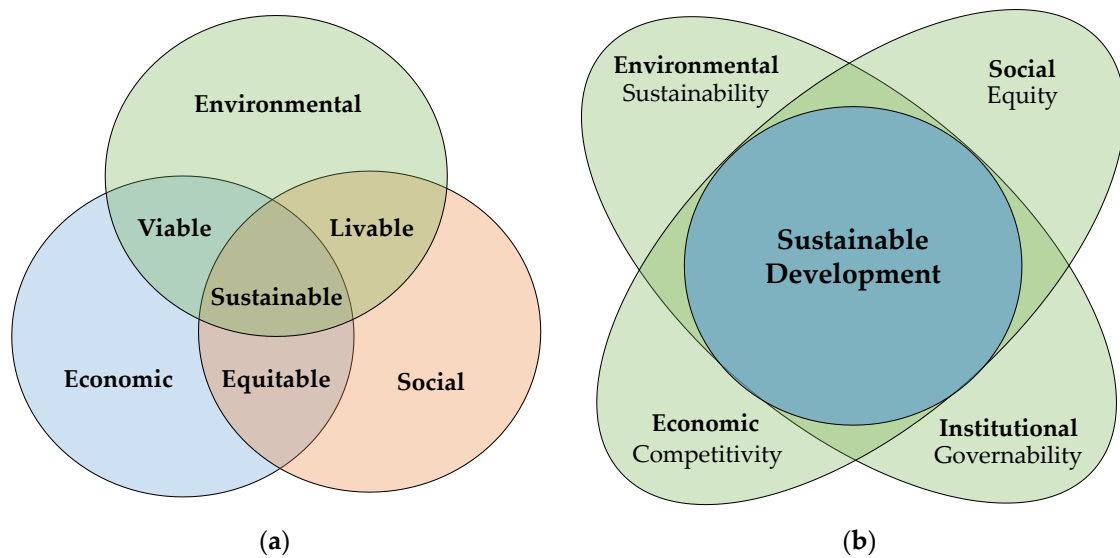 Environmental
Viable
Livable
Sustainable
Economic
Equitable
Social
(a)
Environmental
Sustainability
Social
Equity
Sustainable
Development
Economic
Competitivity
Institutional
Governability
(b)